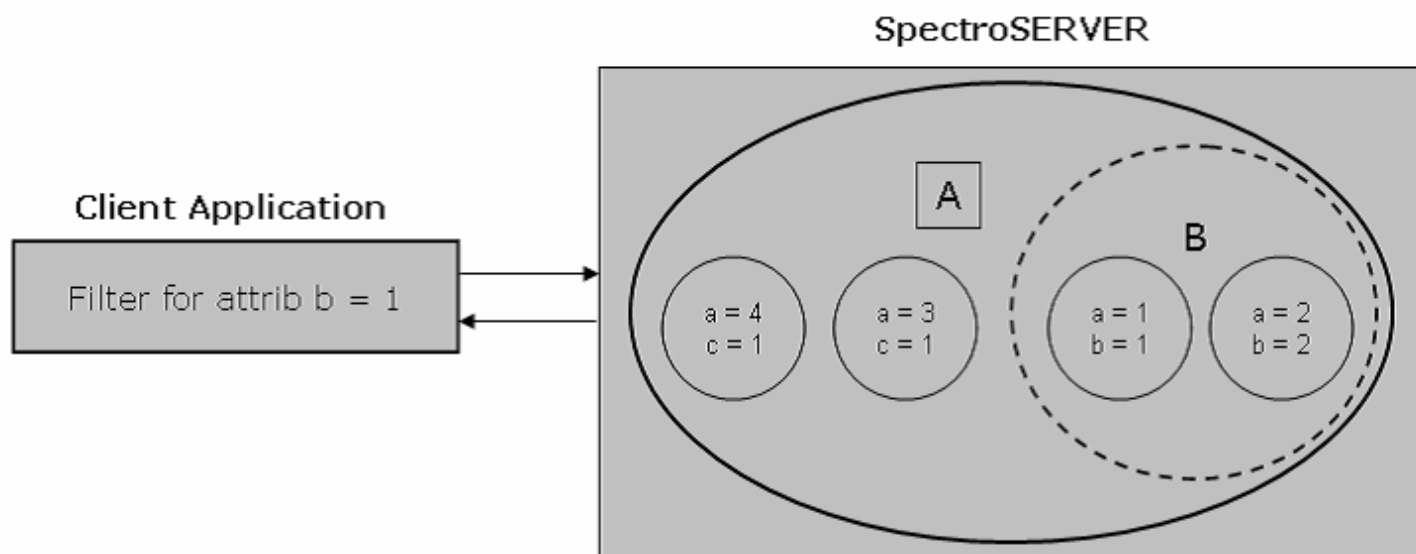 SpectroSERVER
Client Application
Filter for attrib b = 1
A
B
a = 4
c = 1
a = 3
c = 1
a = 1
b = 1
a = 2
b = 2